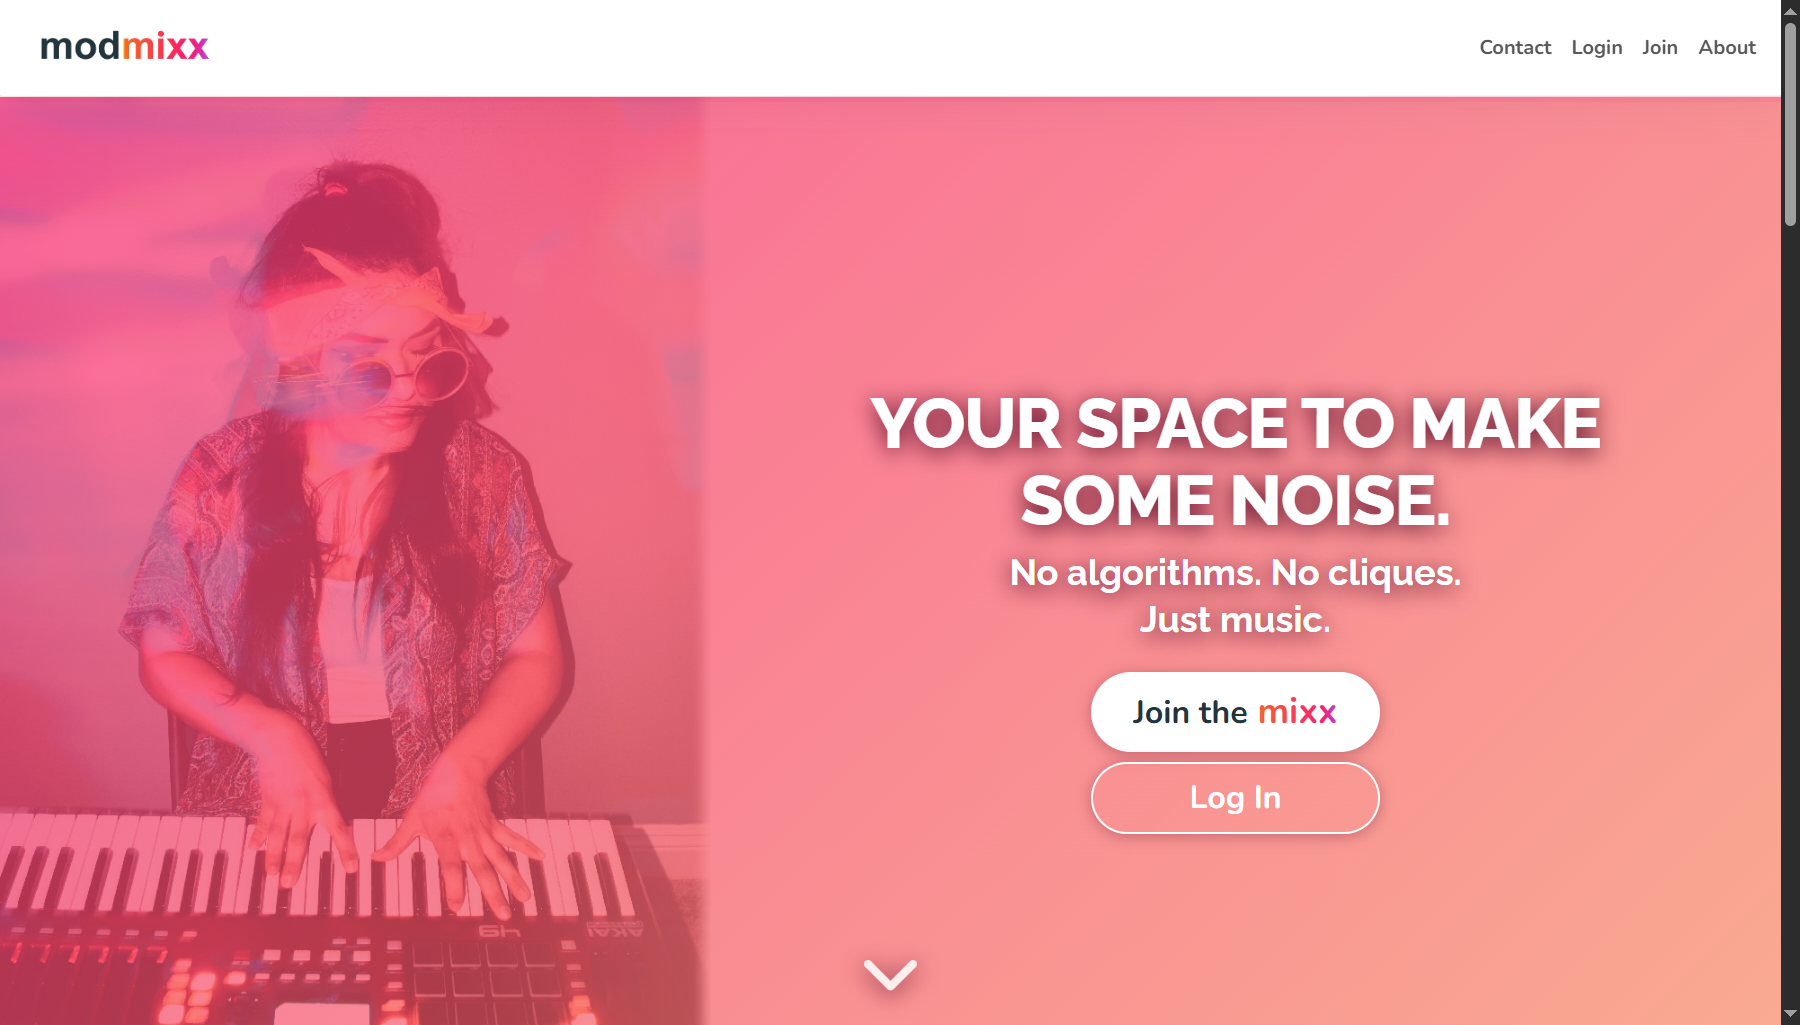 modmixx
Contact Login Join About
YOUR SPACE TO MAKE
SOME NOISE.
No algorithms. No cliques.
Just music.
Join the mixx
Log In